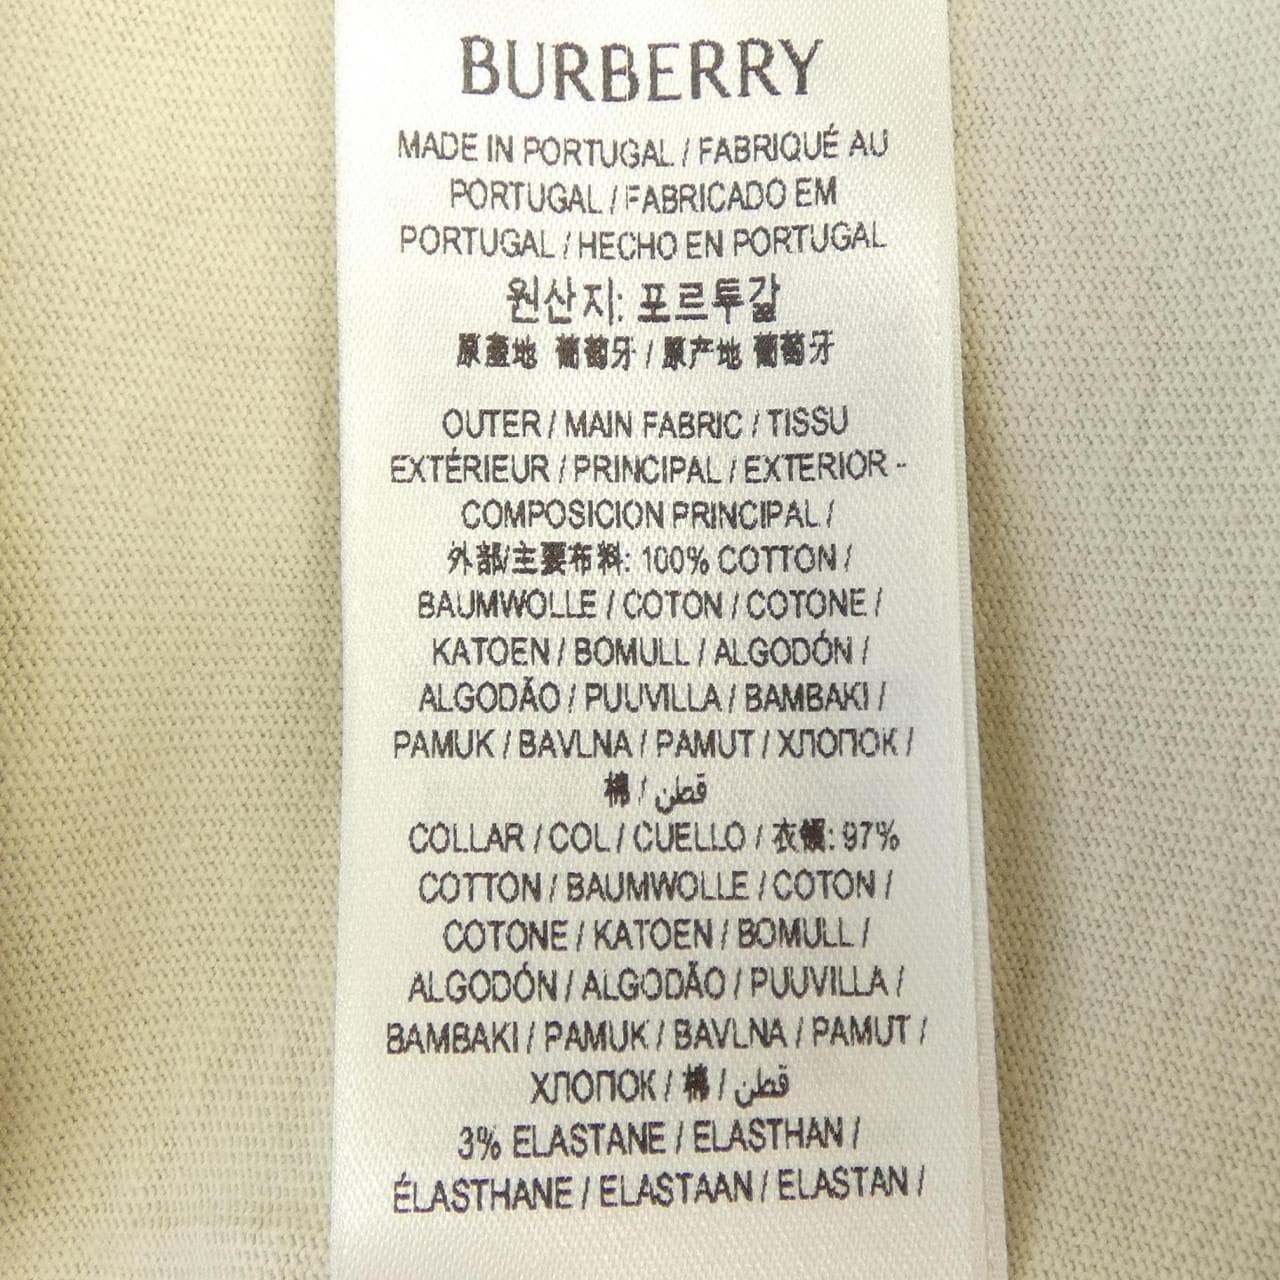 BURBERRY
MADE IN PORTUGAL / FABRIQUÉ AU
PORTUGAL / FABRICADO EM
PORTUGAL / HECHO EN PORTUGAL
원산지: 포르투갈
原產地 葡萄牙 / 原产地 葡萄牙
OUTER / MAIN FABRIC / TISSU
EXTÉRIEUR / PRINCIPAL / EXTERIOR -
COMPOSICION PRINCIPAL /
外部/主要布料: 100% COTTON /
BAUMWOLLE / COTON / COTONE /
KATOEN / BOMULL / ALGODÓN /
ALGODÃO / PUUVILLA / BAMBAKI /
PAMUK / BAVLNA / PAMUT / ХЛОПОК /
棉 / قطن
COLLAR / COL / CUELLO / 衣領: 97%
COTTON / BAUMWOLLE / COTON /
COTONE / KATOEN / BOMULL /
ALGODÓN / ALGODÃO / PUUVILLA /
BAMBAKI / PAMUK / BAVLNA / PAMUT /
ХЛОПОК / 棉 / قطن
3% ELASTANE / ELASTHAN /
ÉLASTHANE / ELASTAAN / ELASTAN /